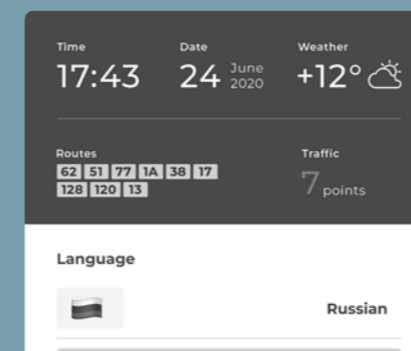 Time Date Weather
17:43 24 June 2020 +12°
Routes Traffic
62 51 77 1A 38 17
128 120 13
7 points
Language
Russian